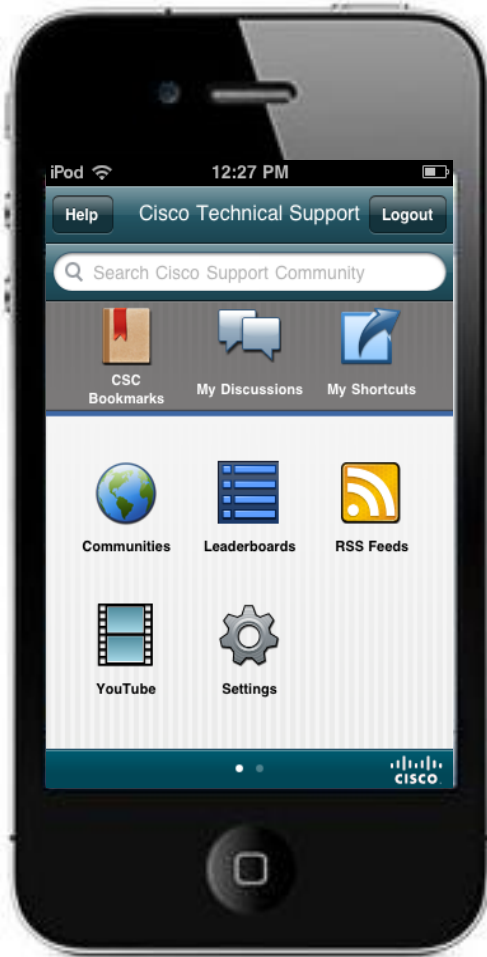 iPod 12:27 PM
Help Cisco Technical Support Logout
Search Cisco Support Community
CSC
Bookmarks My Discussions My Shortcuts
Communities Leaderboards RSS Feeds
YouTube Settings
CISCO.